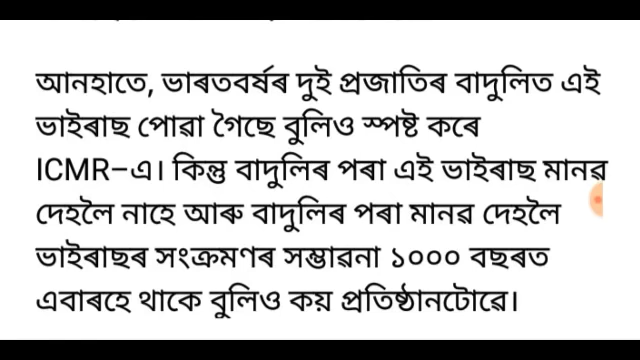 আনহাতে, ভাৰতবৰ্ষৰ দুই প্ৰজাতিৰ বাদুলিত এই
ভাইৰাছ পোৱা গৈছে বুলিও স্পষ্ট কৰে
ICMR–এ। কিন্তু বাদুলিৰ পৰা এই ভাইৰাছ মানৱ
দেহলৈ নাহে আৰু বাদুলিৰ পৰা মানৱ দেহলৈ
ভাইৰাছৰ সংক্ৰমণৰ সম্ভাৱনা ১০০০ বছৰত
এবাৰহে থাকে বুলিও কয় প্ৰতিষ্ঠানটোৱে।